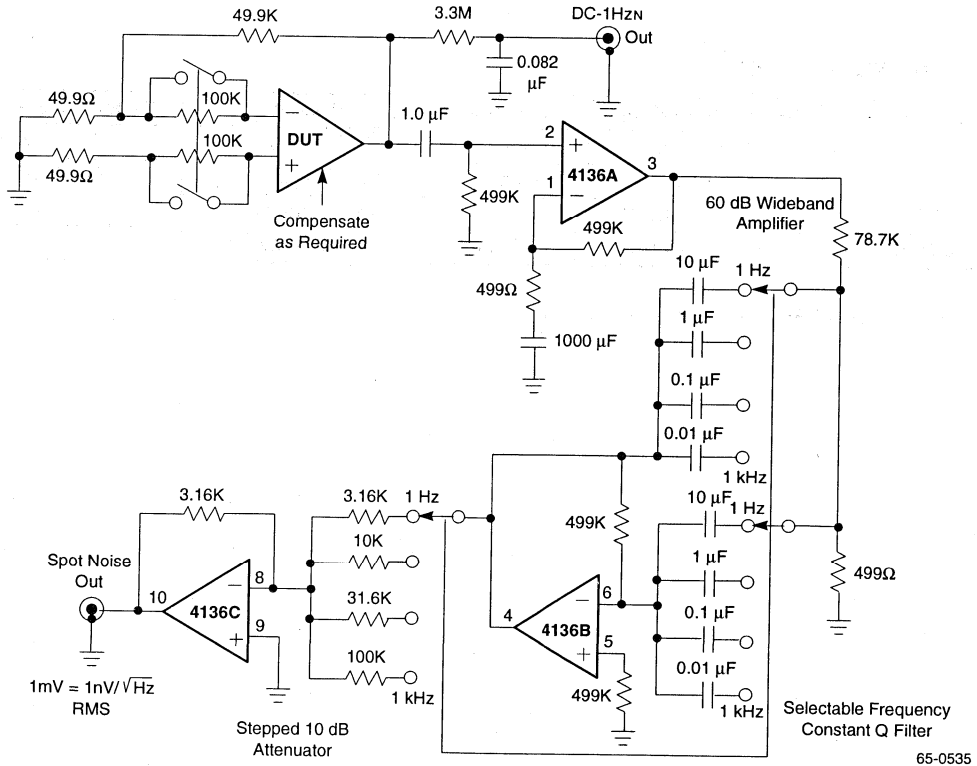 49.9K
3.3M
DC-1HzN
Out
0.082
µF
49.9Ω
100K
1.0 µF
–
DUT
+
100K
49.9Ω
Compensate
as Required
499K
2
+
4136A
3
1
–
499K
499Ω
1000 µF
60 dB Wideband
Amplifier
78.7K
10 µF
1 Hz
1 µF
0.1 µF
0.01 µF
1 kHz
3.16K
3.16K
1 Hz
499K
10 µF
1 Hz
10K
1 µF
499Ω
Spot Noise
Out
10
8
–
4136C
+
9
31.6K
4
6
–
4136B
5
+
0.1 µF
100K
1 kHz
499K
0.01 µF
1 kHz
1mV = 1nV/√Hz
RMS
Stepped 10 dB
Attenuator
Selectable Frequency
Constant Q Filter
65-0535